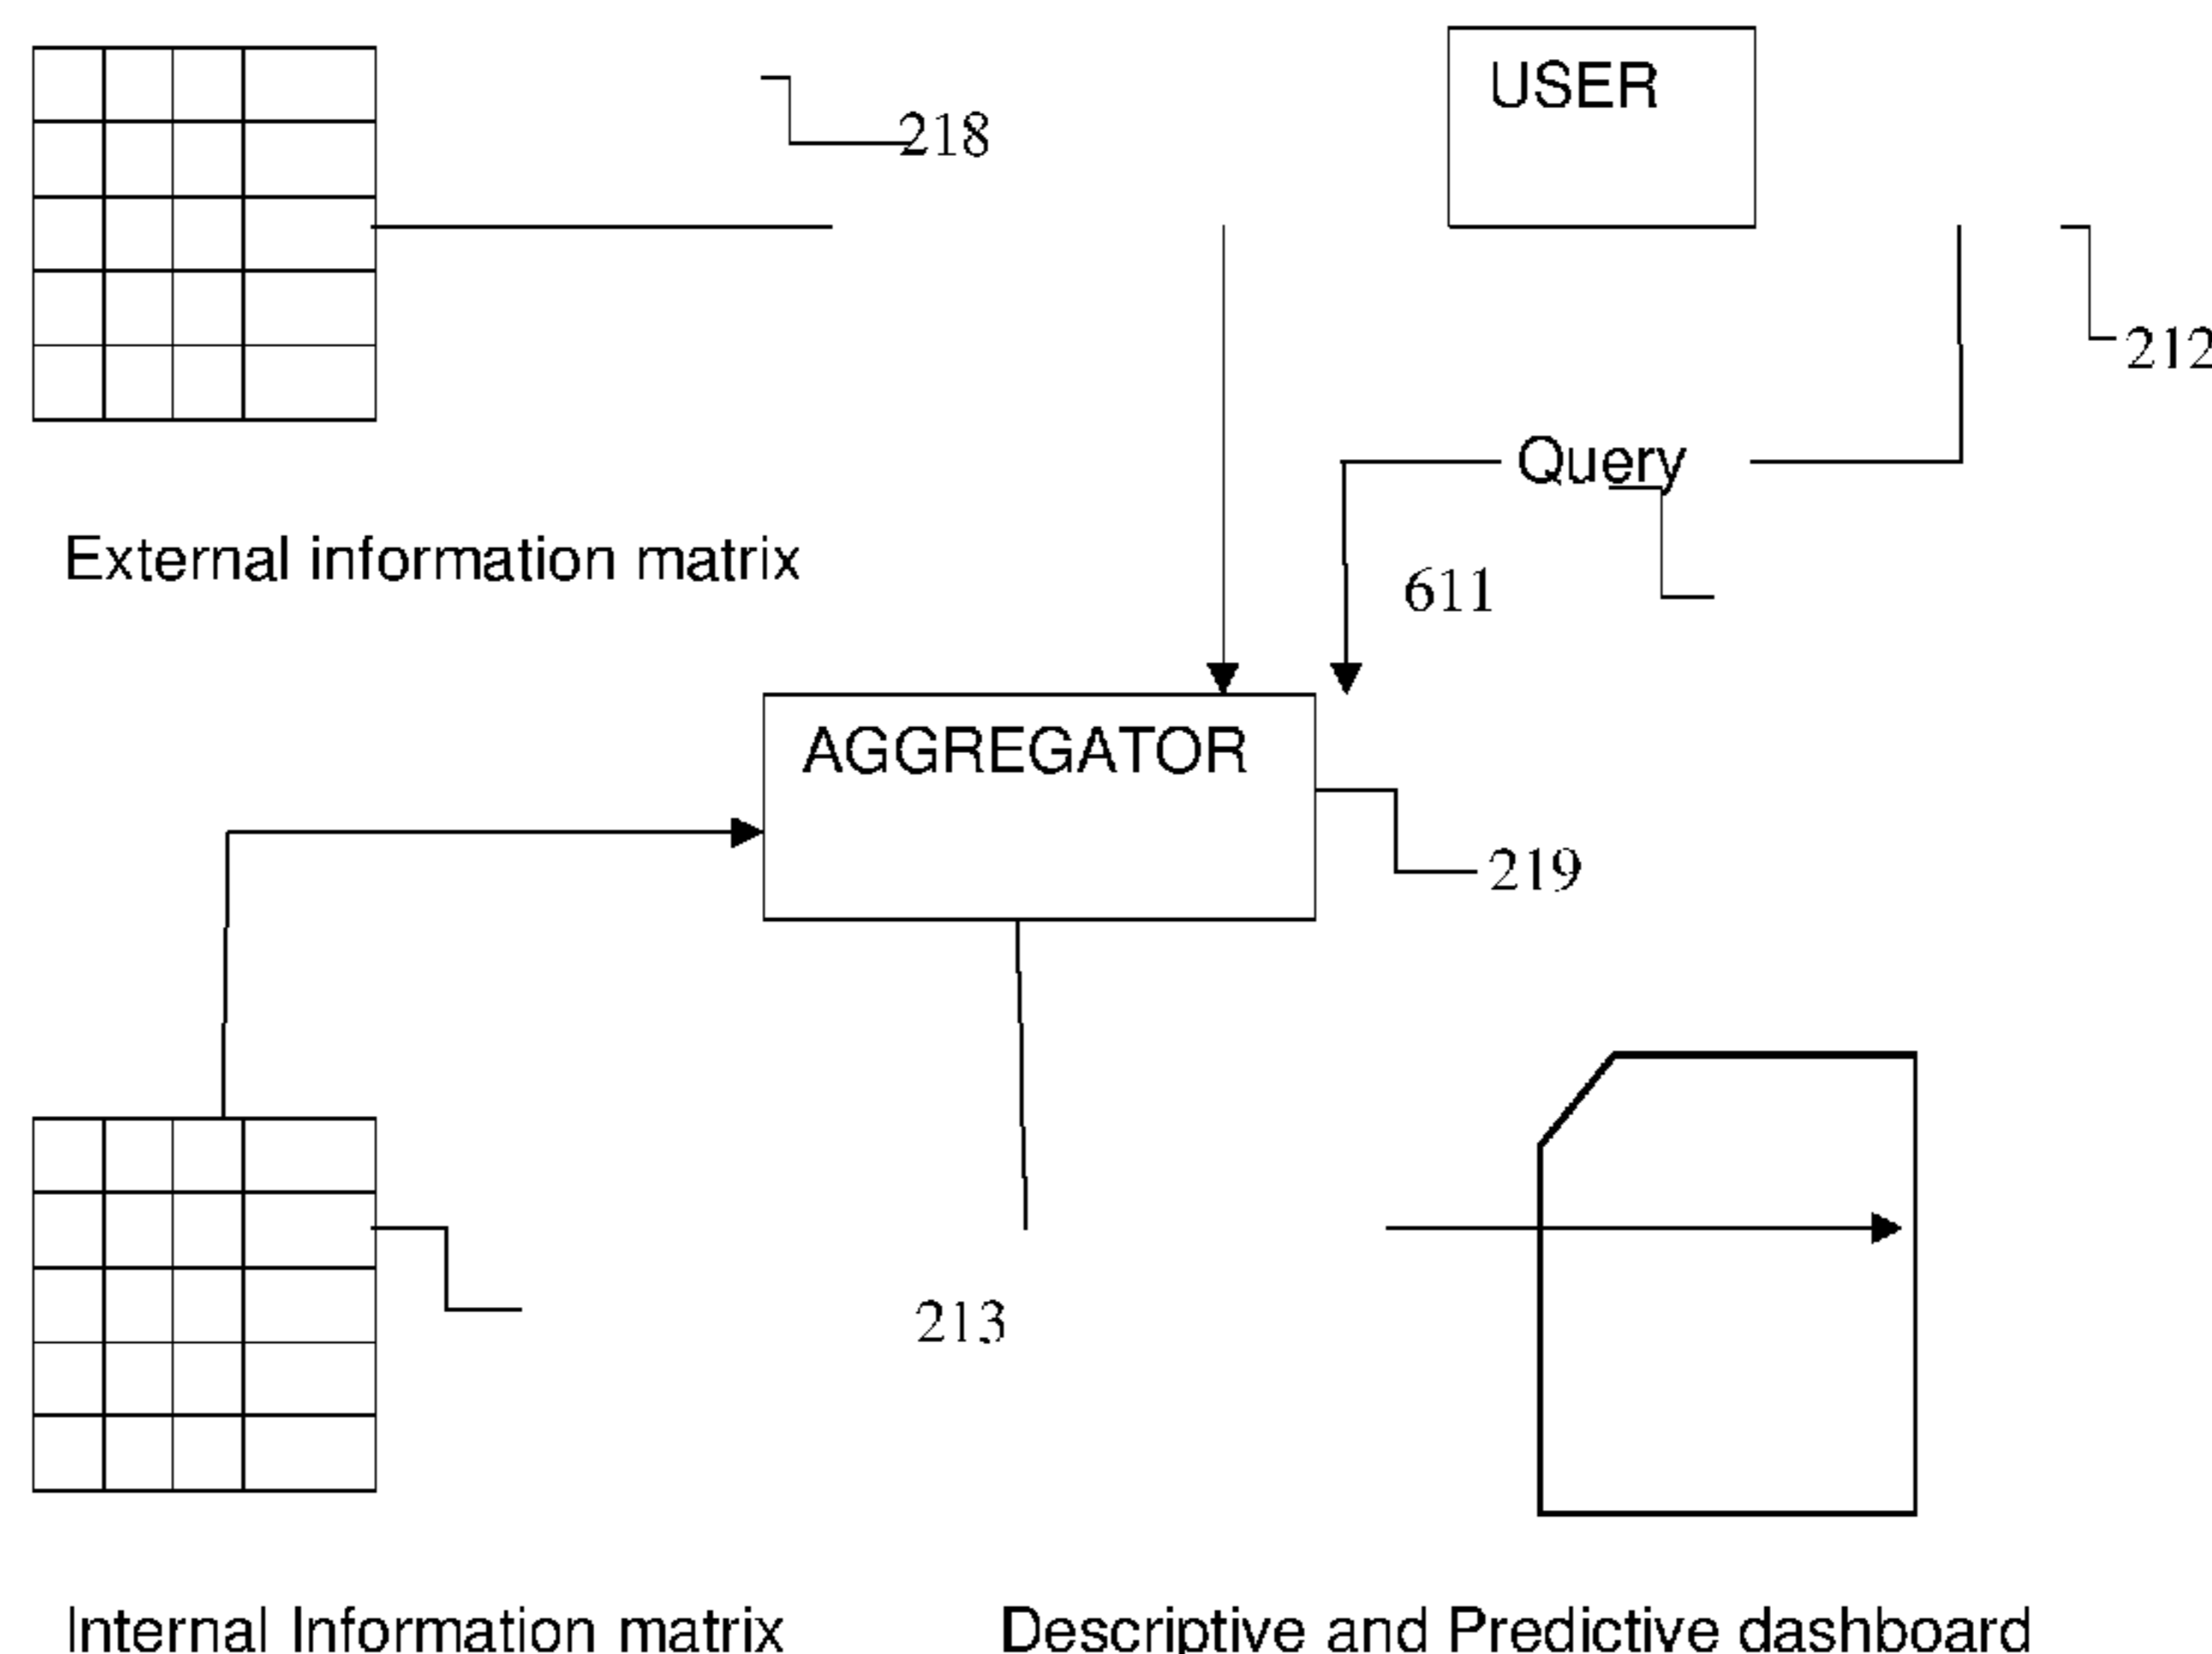 USER
218
212
Query
External information matrix
611
AGGREGATOR
219
213
Internal Information matrix
Descriptive and Predictive dashboard